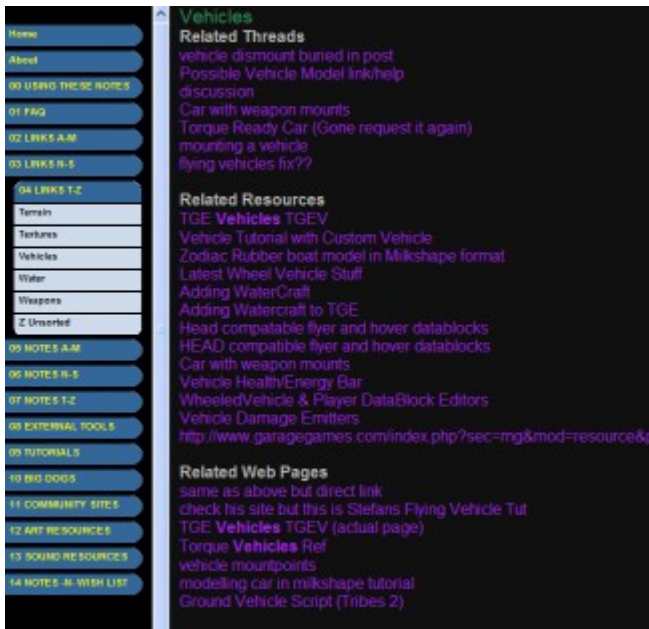 Home
About
00 USING THESE NOTES
01 FAQ
02 LINKS A-M
03 LINKS N-S
04 LINKS T-Z
Terrain
Textures
Vehicles
Water
Weapons
Z Unsorted
05 NOTES A-M
06 NOTES N-S
07 NOTES T-Z
08 EXTERNAL TOOLS
09 TUTORIALS
10 BIG DOGS
11 COMMUNITY SITES
12 ART RESOURCES
13 SOUND RESOURCES
14 NOTES -N- WISH LIST
Vehicles
Related Threads
vehicle dismount buried in post
Possible Vehicle Model link/help
discussion
Car with weapon mounts
Torque Ready Car (Gone request it again)
mounting a vehicle
flying vehicles fix??
Related Resources
TGE Vehicles TGEV
Vehicle Tutorial with Custom Vehicle
Zodiac Rubber boat model in Milkshape format
Latest Wheel Vehicle Stuff
Adding WaterCraft
Adding Watercraft to TGE
Head compatable flyer and hover datablocks
HEAD compatible flyer and hover datablocks
Car with weapon mounts
Vehicle Health/Energy Bar
WheeledVehicle & Player DataBlock Editors
Vehicle Damage Emitters
http://www.garagegames.com/index.php?sec=mg&mod=resource&
Related Web Pages
same as above but direct link
check his site but this is Stefans Flying Vehicle Tut
TGE Vehicles TGEV (actual page)
Torque Vehicles Ref
vehicle mountpoints
modelling car in milkshape tutorial
Ground Vehicle Script (Tribes 2)